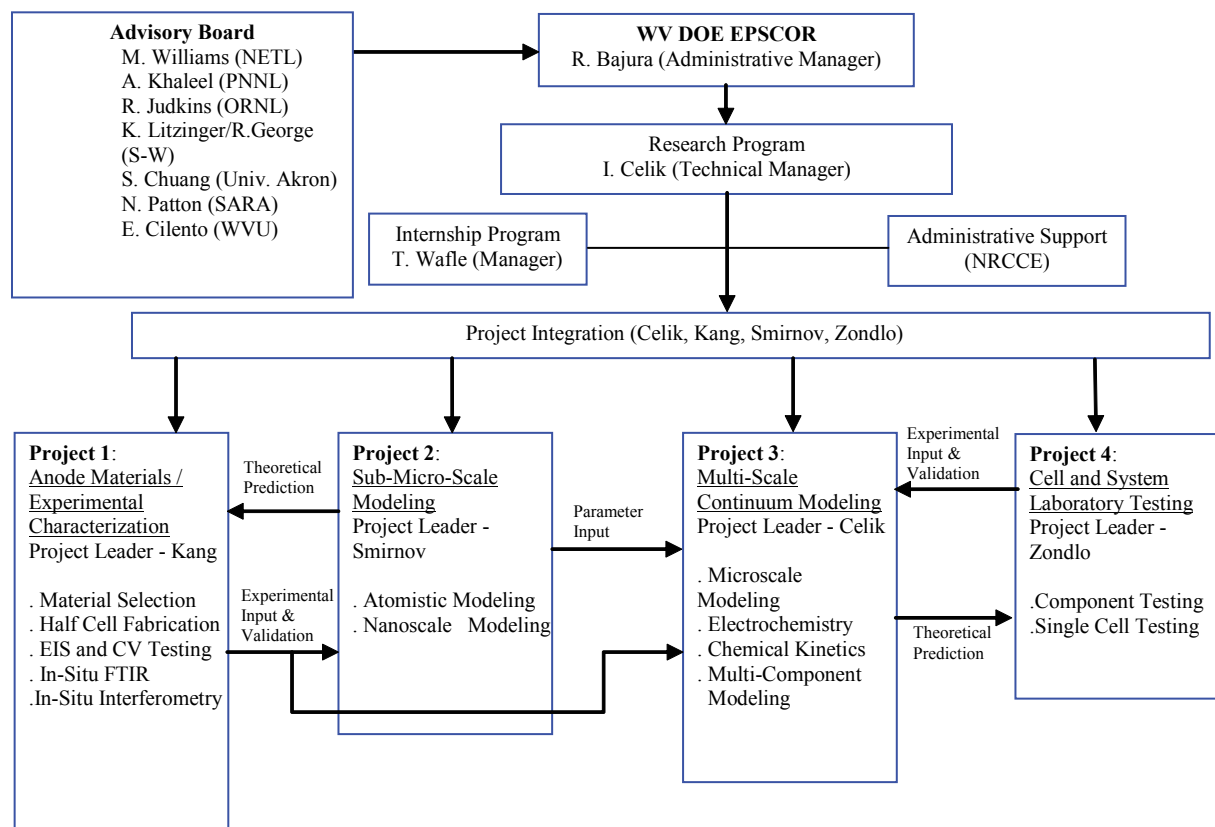 Advisory Board
M. Williams (NETL)
A. Khaleel (PNNL)
R. Judkins (ORNL)
K. Litzinger/R.George
(S-W)
S. Chuang (Univ. Akron)
N. Patton (SARA)
E. Cilento (WVU)
WV DOE EPSCOR
R. Bajura (Administrative Manager)
Research Program
I. Celik (Technical Manager)
Internship Program
T. Wafle (Manager)
Administrative Support
(NRCCE)
Project Integration (Celik, Kang, Smirnov, Zondlo)
Project 1:
Anode Materials /
Experimental
Characterization
Project Leader - Kang
. Material Selection
. Half Cell Fabrication
. EIS and CV Testing
. In-Situ FTIR
.In-Situ Interferometry
Theoretical
Prediction
Experimental
Input &
Validation
Project 2:
Sub-Micro-Scale
Modeling
Project Leader -
Smirnov
. Atomistic Modeling
. Nanoscale Modeling
Parameter
Input
Project 3:
Multi-Scale
Continuum Modeling
Project Leader - Celik
. Microscale
Modeling
. Electrochemistry
. Chemical Kinetics
. Multi-Component
Modeling
Experimental
Input &
Validation
Theoretical
Prediction
Project 4:
Cell and System
Laboratory Testing
Project Leader-
Zondlo
.Component Testing
.Single Cell Testing